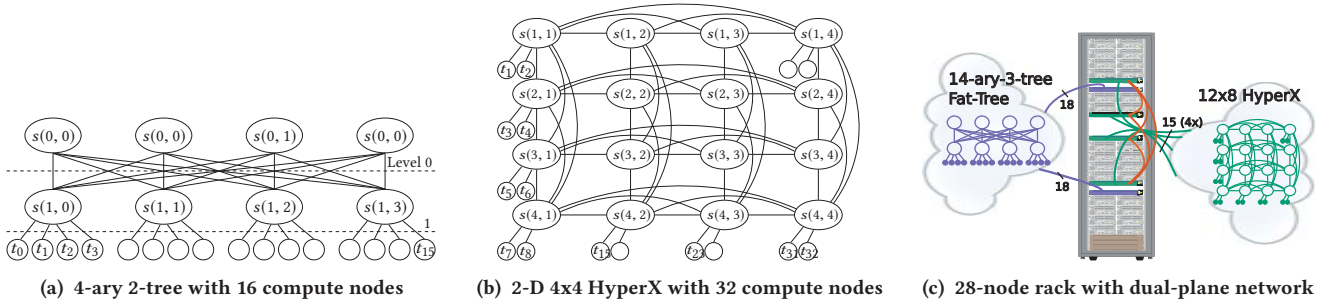 s(0, 0) s(0, 0) s(0, 1) s(0, 0)
Level 0
s(1, 0) s(1, 1) s(1, 2) s(1, 3)
1
t0 t1 t2 t3 t15
(a) 4-ary 2-tree with 16 compute nodes
s(1, 1) s(1, 2) s(1, 3) s(1, 4)
t1 t2
s(2, 1) s(2, 2) s(2, 3) s(2, 4)
t3 t4
s(3, 1) s(3, 2) s(3, 3) s(3, 4)
t5 t6
s(4, 1) s(4, 2) s(4, 3) s(4, 4)
t7 t8 t15 t23 t31 t32
(b) 2-D 4x4 HyperX with 32 compute nodes
14-ary-3-tree
Fat-Tree
18
18
15 (4x)
12x8 HyperX
(c) 28-node rack with dual-plane network